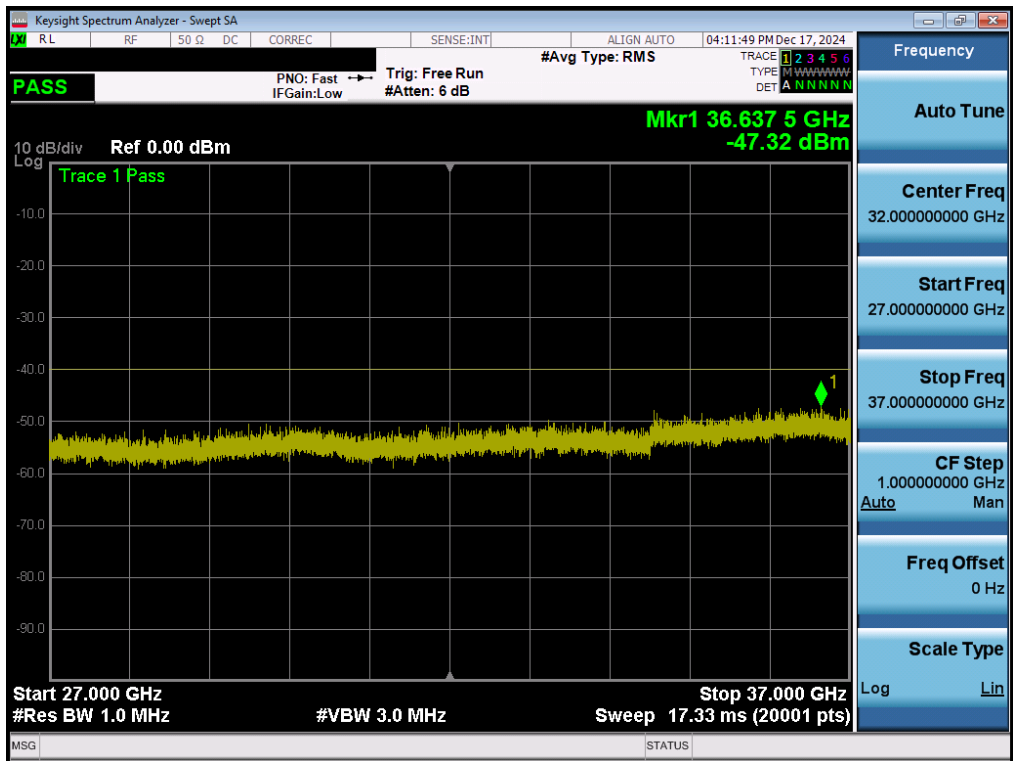 Keysight Spectrum Analyzer - Swept SA
LXI RL RF 50 Ω DC CORREC SENSE:INT ALIGN AUTO 04:11:49 PM Dec 17, 2024
PASS
PNO: Fast
IFGain:Low
Trig: Free Run
#Atten: 6 dB
#Avg Type: RMS
TRACE 1 2 3 4 5 6
TYPE M WWWWW
DET A N N N N N
Mkr1 36.637 5 GHz
-47.32 dBm
10 dB/div
Log
Ref 0.00 dBm
Trace 1 Pass
-10.0
-20.0
-30.0
-40.0
-50.0
-60.0
-70.0
-80.0
-90.0
1
Start 27.000 GHz
Stop 37.000 GHz
#Res BW 1.0 MHz
#VBW 3.0 MHz
Sweep 17.33 ms (20001 pts)
MSG
STATUS
Frequency
Auto Tune
Center Freq
32.000000000 GHz
Start Freq
27.000000000 GHz
Stop Freq
37.000000000 GHz
CF Step
1.000000000 GHz
Auto Man
Freq Offset
0 Hz
Scale Type
Log Lin